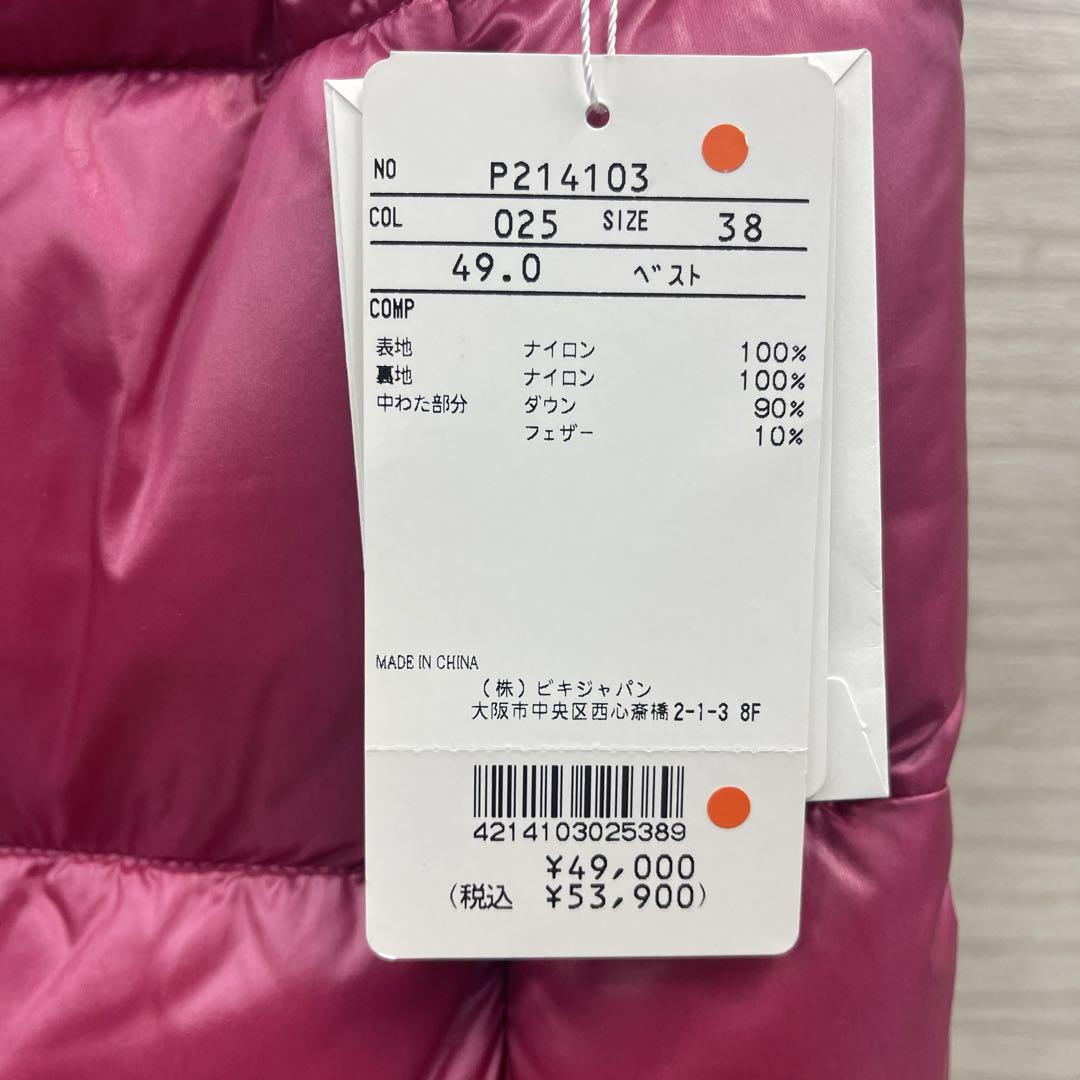 NO P214103
COL 025 SIZE 38
49.0 ベスト
COMP
表地 ナイロン 100%
裏地 ナイロン 100%
中わた部分 ダウン 90%
フェザー 10%
MADE IN CHINA
(株)ビキジャパン
大阪市中央区西心斎橋2-1-3 8F
4214103025389
¥49,000
(税込 ¥53,900)